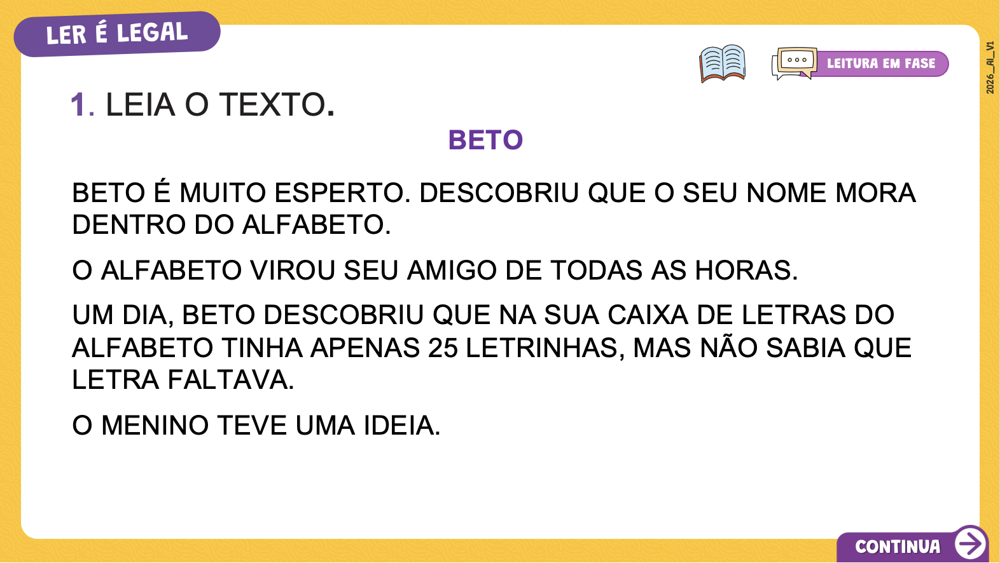 LER É LEGAL
LEITURA EM FASE
2026_AI_V1
1. LEIA O TEXTO.
BETO
BETO É MUITO ESPERTO. DESCOBRIU QUE O SEU NOME MORA
DENTRO DO ALFABETO.
O ALFABETO VIROU SEU AMIGO DE TODAS AS HORAS.
UM DIA, BETO DESCOBRIU QUE NA SUA CAIXA DE LETRAS DO
ALFABETO TINHA APENAS 25 LETRINHAS, MAS NÃO SABIA QUE
LETRA FALTAVA.
O MENINO TEVE UMA IDEIA.
CONTINUA